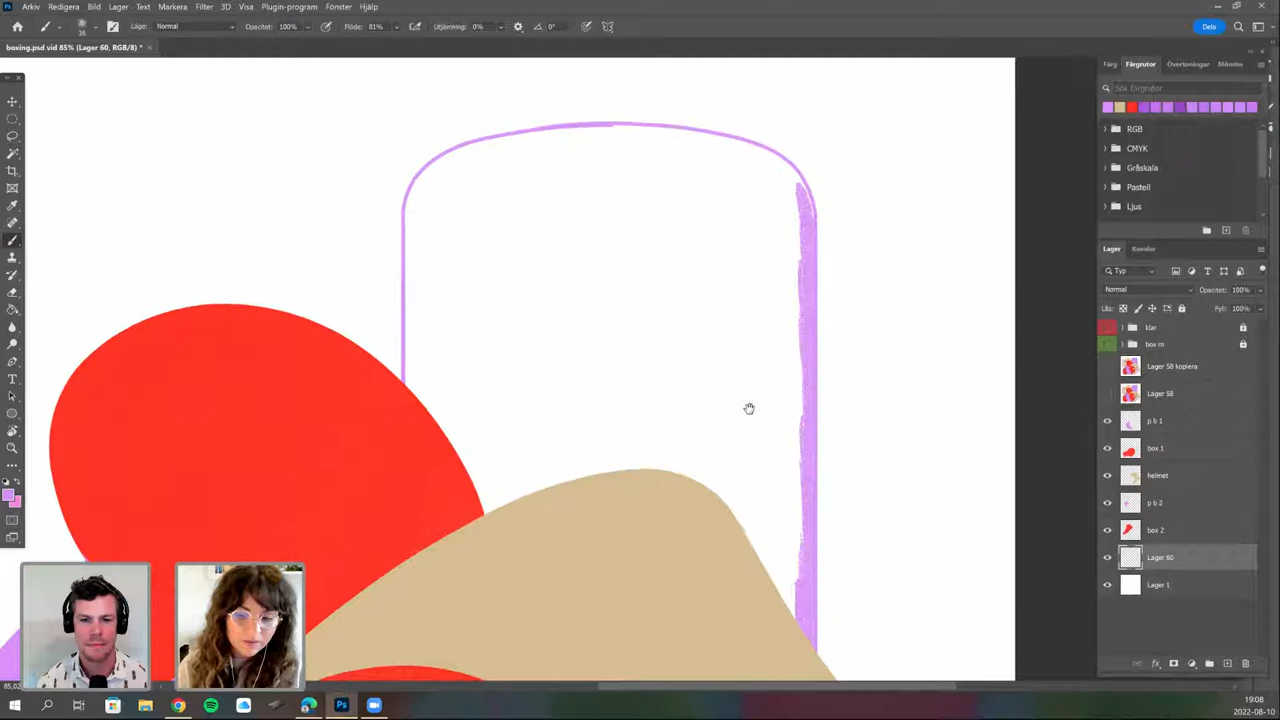 Arkiv Redigera Bild Lager Text Markera Filter 3D Visa Plugin-program Fönster Hjälp
36 Läge: Normal Opacitet: 100% Flöde: 81% Utjämning: 0% 0° Dela
boxing.psd vid 85% (Lager 60, RGB/8) * ×
Färg Färgrutor Övertoningar Mönster
Sök färgrutor
RGB
CMYK
Gråskala
Pastell
Ljus
Lager Kanaler
Typ
Normal Opacitet: 100%
Lås: Fyll: 100%
klar
box m
Lager 58 kopiera
Lager 58
p b 1
box 1
helmet
p b 2
box 2
Lager 60
Lager 1
19:08
2022-08-10